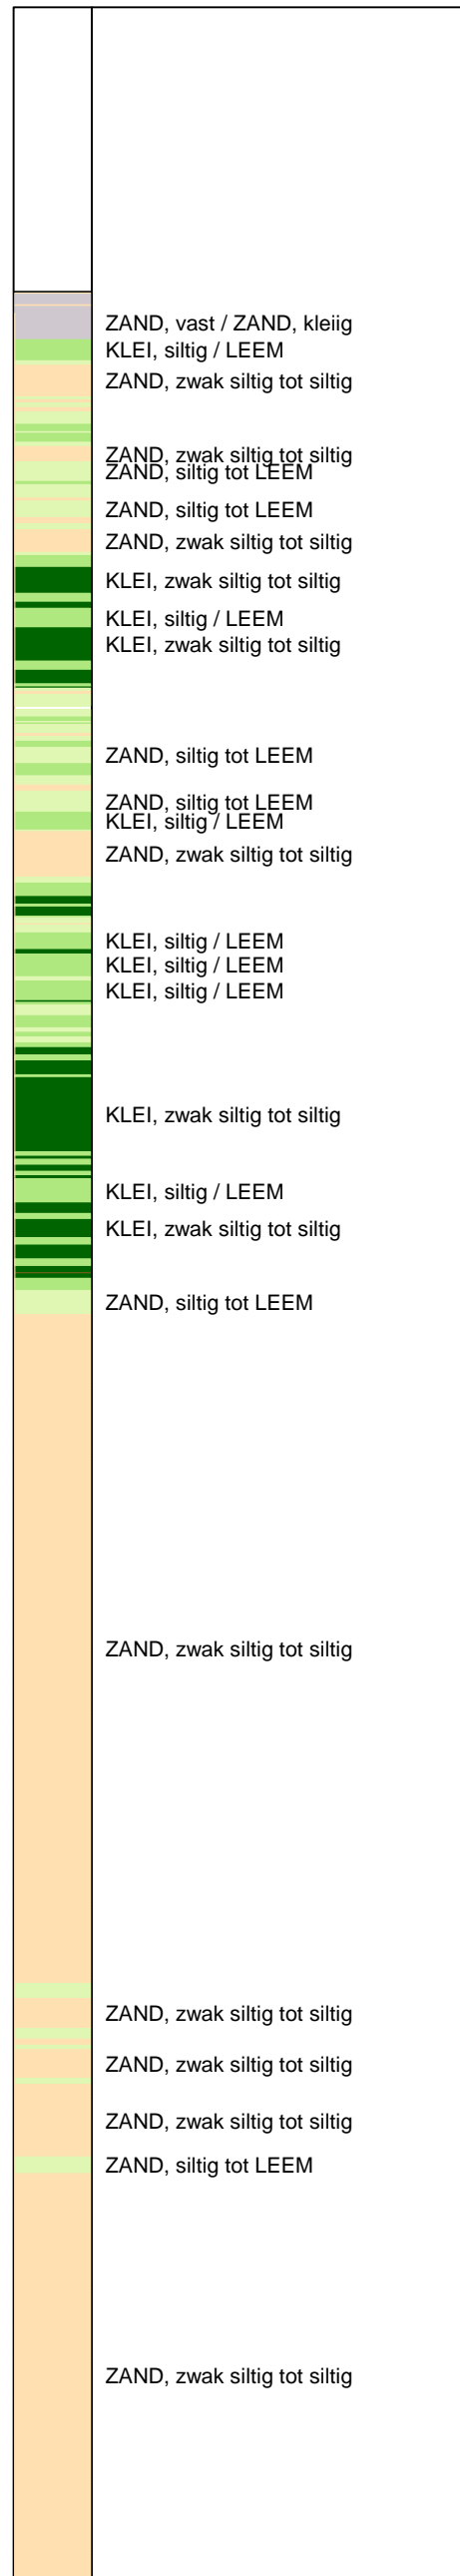 ZAND, vast / ZAND, kleiig
KLEI, siltig / LEEM
ZAND, zwak siltig tot siltig
ZAND, zwak siltig tot siltig
ZAND, siltig tot LEEM
ZAND, siltig tot LEEM
ZAND, zwak siltig tot siltig
KLEI, zwak siltig tot siltig
KLEI, siltig / LEEM
KLEI, zwak siltig tot siltig
ZAND, siltig tot LEEM
ZAND, siltig tot LEEM
KLEI, siltig / LEEM
ZAND, zwak siltig tot siltig
KLEI, siltig / LEEM
KLEI, siltig / LEEM
KLEI, siltig / LEEM
KLEI, zwak siltig tot siltig
KLEI, siltig / LEEM
KLEI, zwak siltig tot siltig
ZAND, siltig tot LEEM
ZAND, zwak siltig tot siltig
ZAND, zwak siltig tot siltig
ZAND, zwak siltig tot siltig
ZAND, zwak siltig tot siltig
ZAND, siltig tot LEEM
ZAND, zwak siltig tot siltig